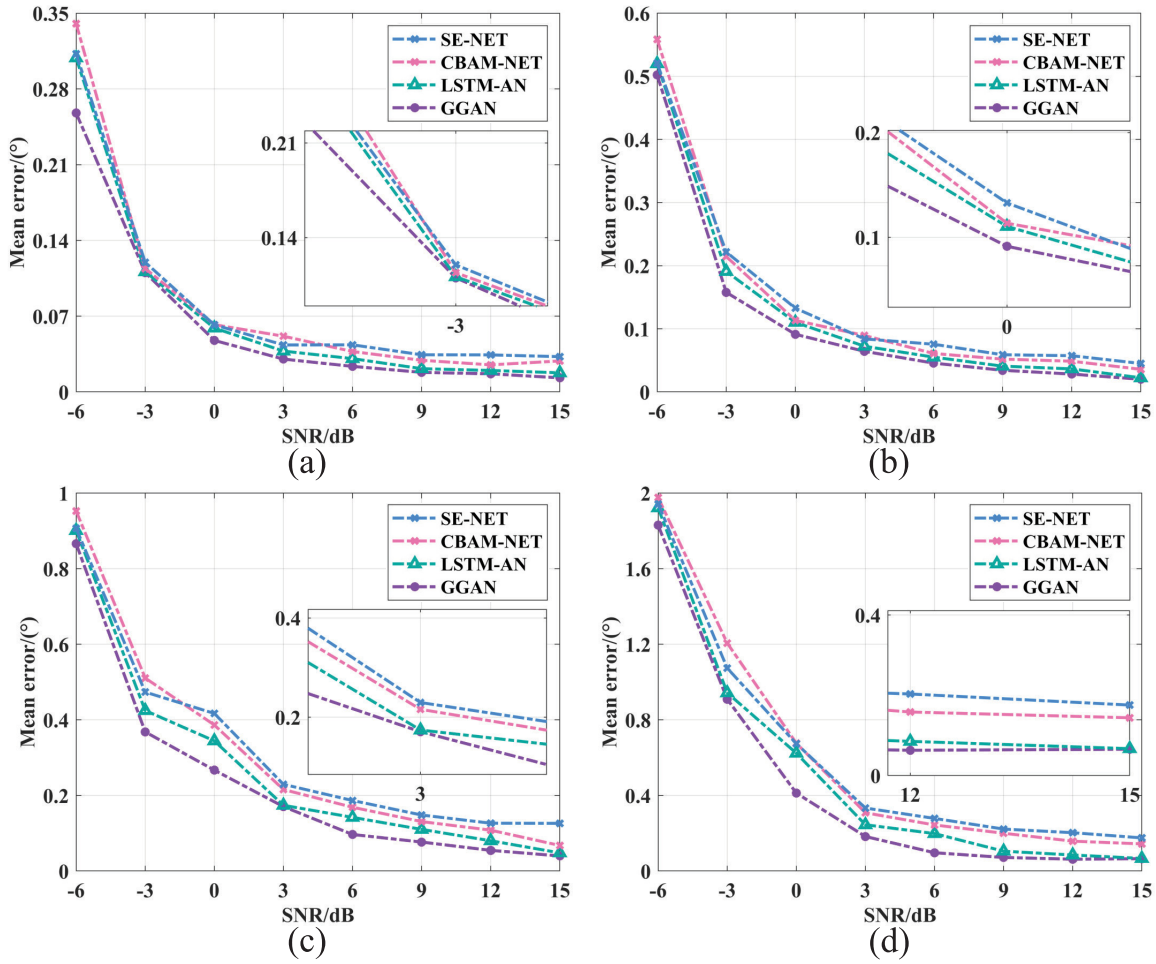 0.35
0.28
0.21
0.14
0.07
0
Mean error/(°)
SE-NET
CBAM-NET
LSTM-AN
GGAN
0.21
0.14
-3
-6 -3 0 3 6 9 12 15
SNR/dB
(a)
0.6
0.5
0.4
0.3
0.2
0.1
0
Mean error/(°)
SE-NET
CBAM-NET
LSTM-AN
GGAN
0.2
0.1
0
-6 -3 0 3 6 9 12 15
SNR/dB
(b)
1
0.8
0.6
0.4
0.2
0
Mean error/(°)
SE-NET
CBAM-NET
LSTM-AN
GGAN
0.4
0.2
3
-6 -3 0 3 6 9 12 15
SNR/dB
(c)
2
1.6
1.2
0.8
0.4
0
Mean error/(°)
SE-NET
CBAM-NET
LSTM-AN
GGAN
0.4
0
12 15
-6 -3 0 3 6 9 12 15
SNR/dB
(d)